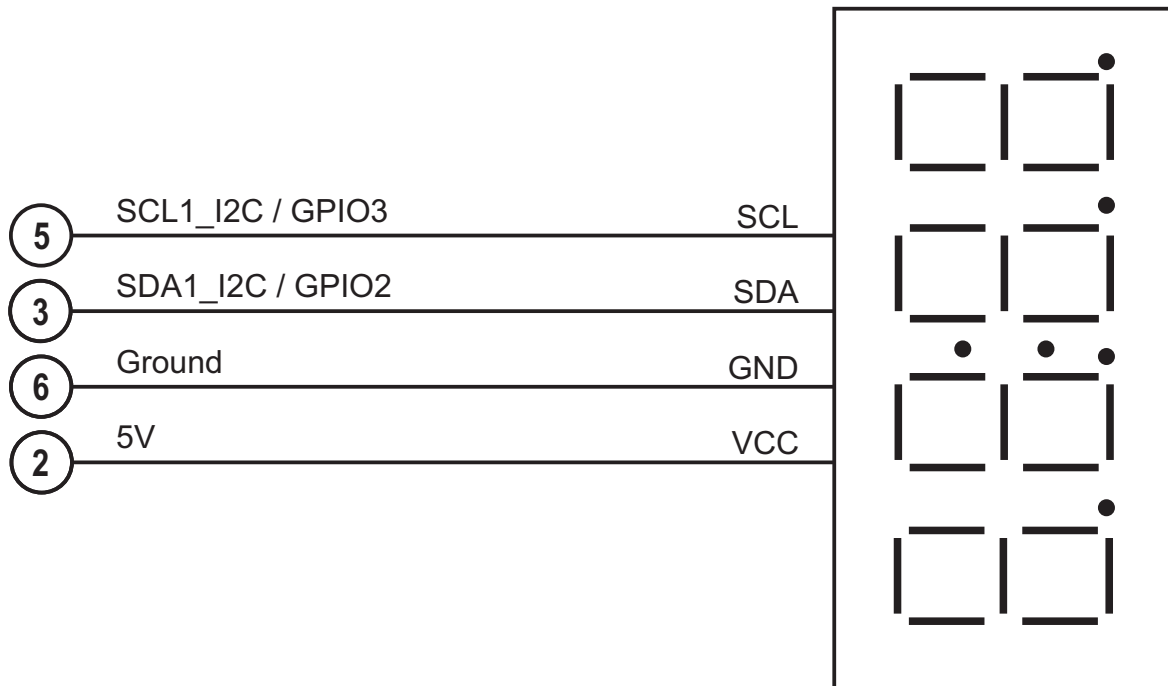 SCL1_I2C / GPIO3
SCL
5
SDA1_I2C / GPIO2
SDA
3
Ground
GND
6
5V
VCC
2